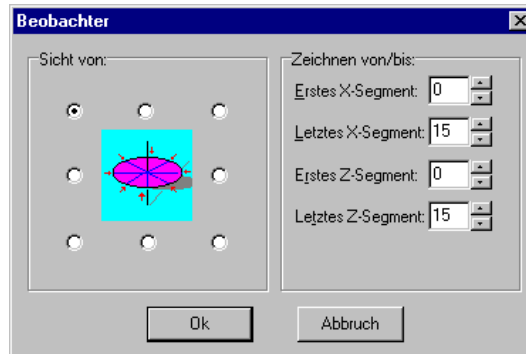 Beobachter
Sicht von:
Zeichnen von/bis:
Erstes X-Segment: 0
Letztes X-Segment: 15
Erstes Z-Segment: 0
Letztes Z-Segment: 15
Ok
Abbruch